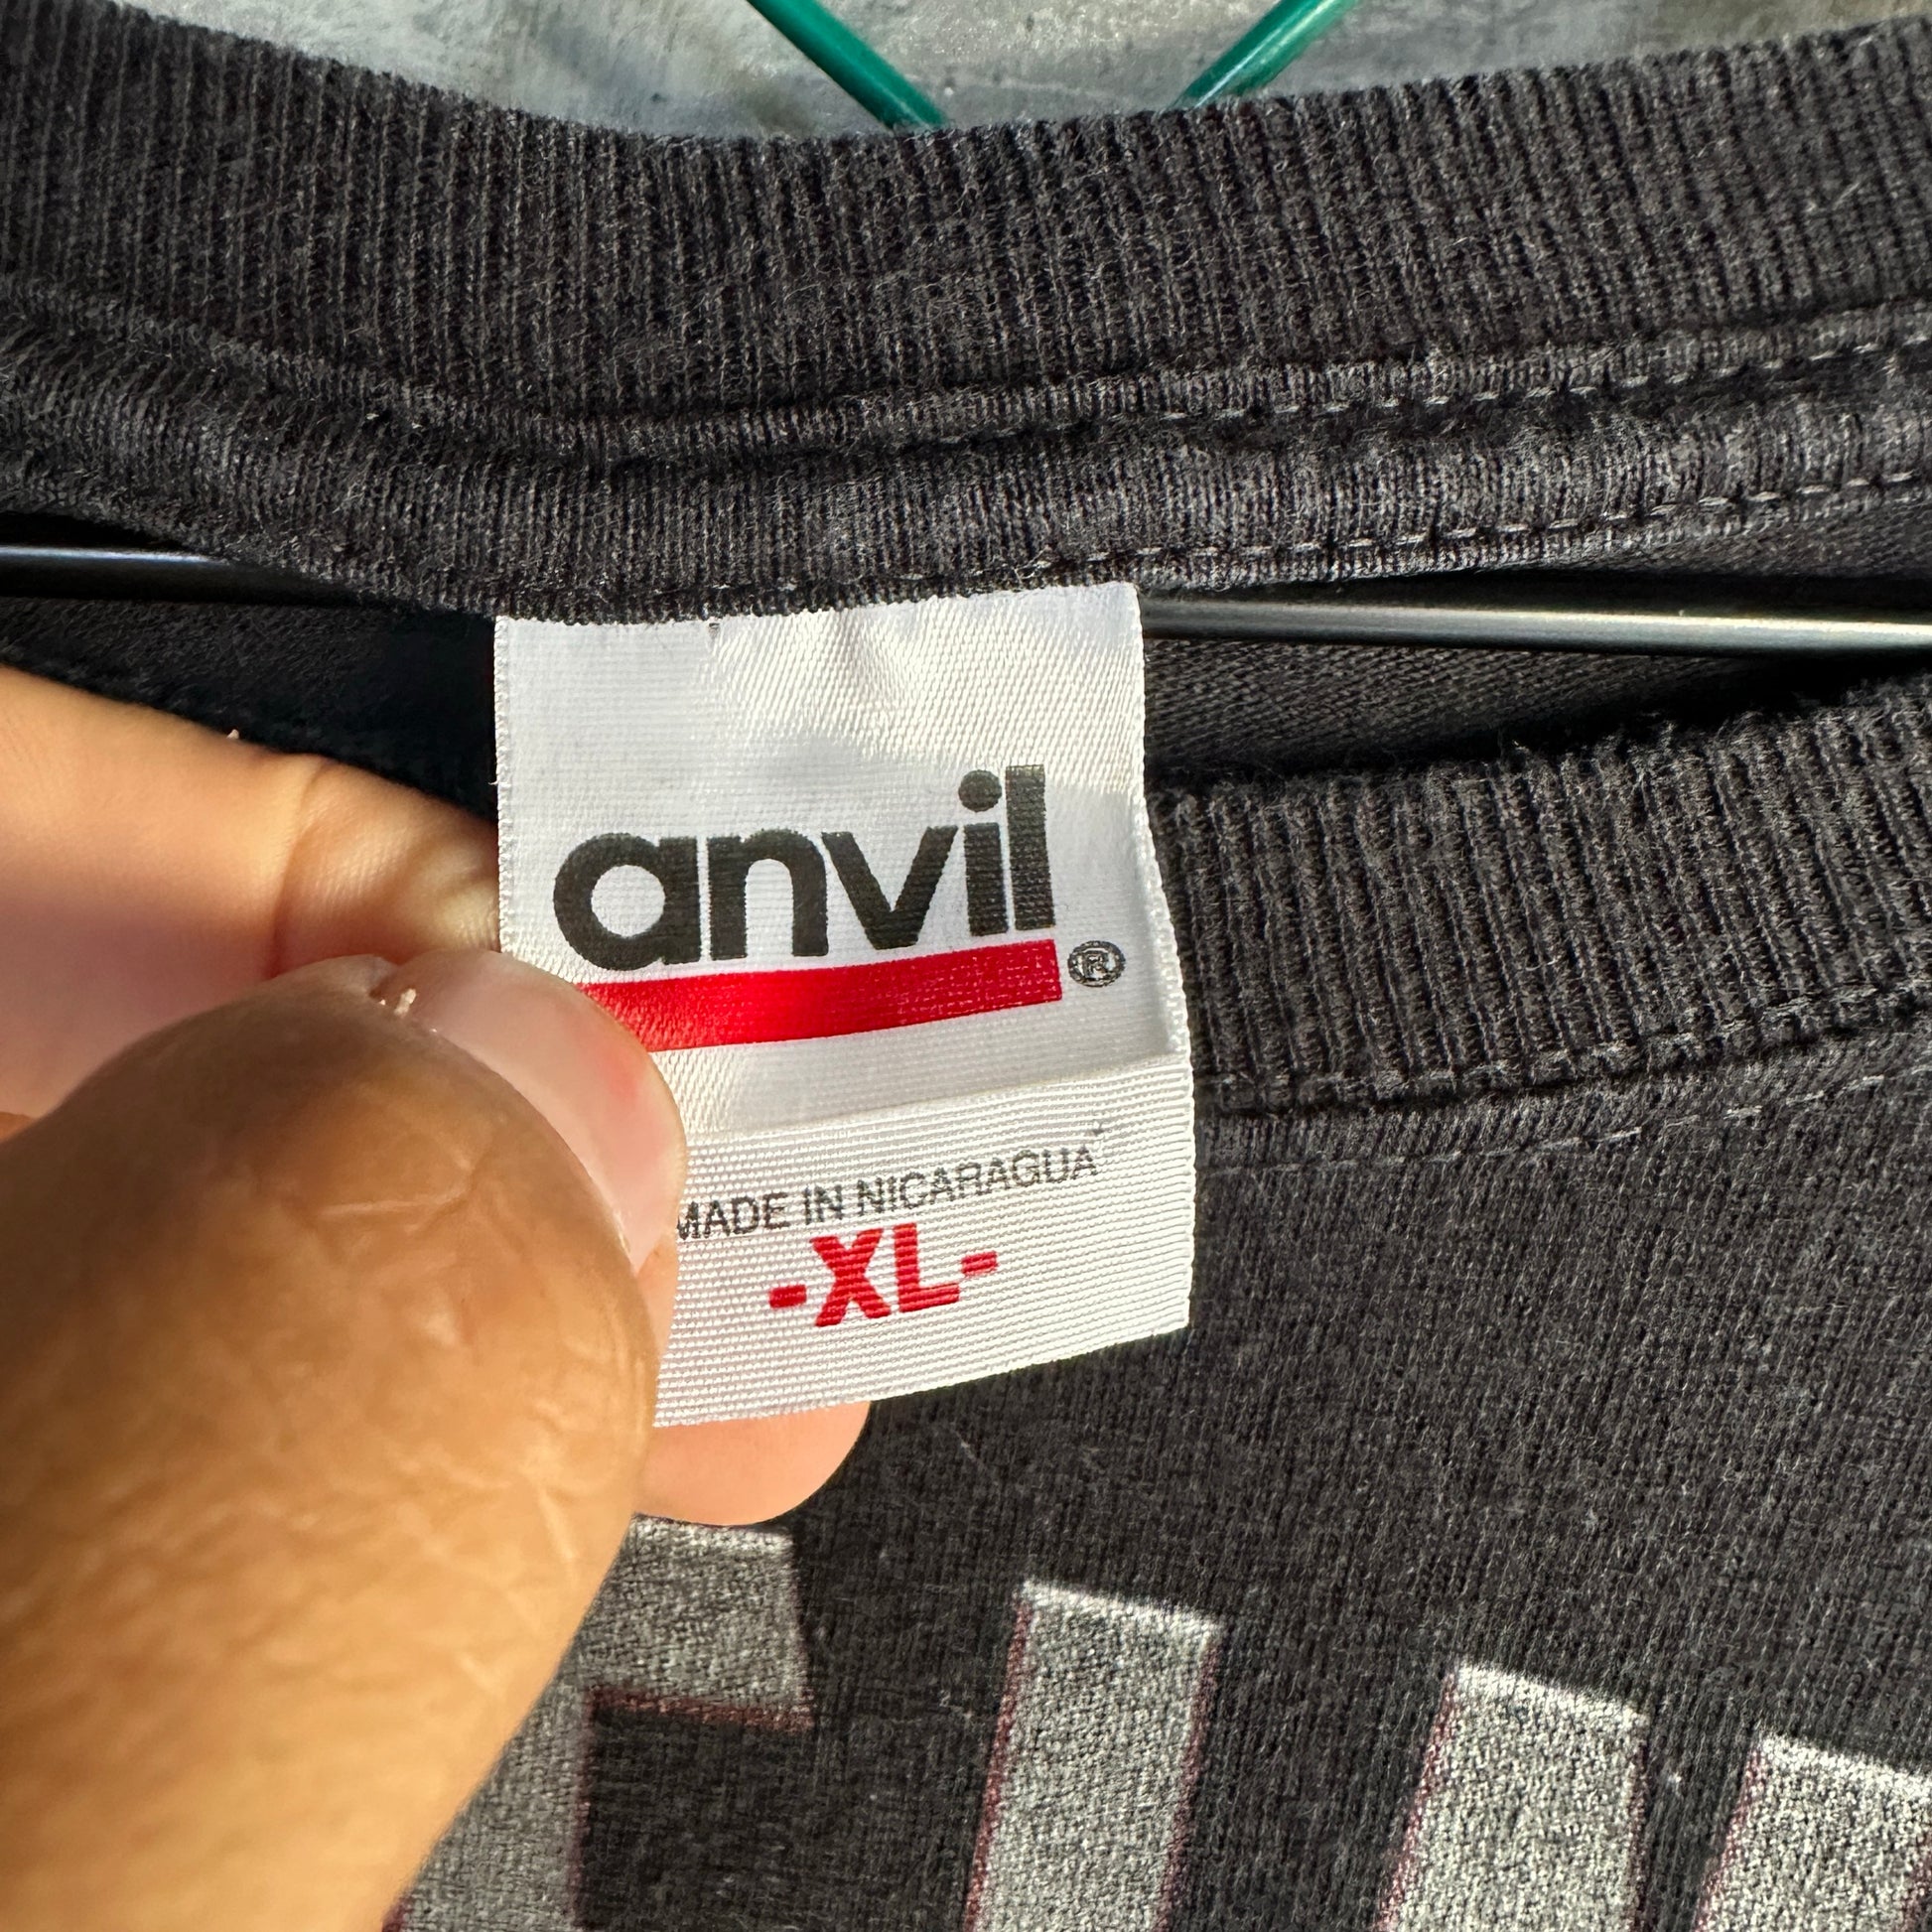 anvil®
MADE IN NICARAGUA
-XL-